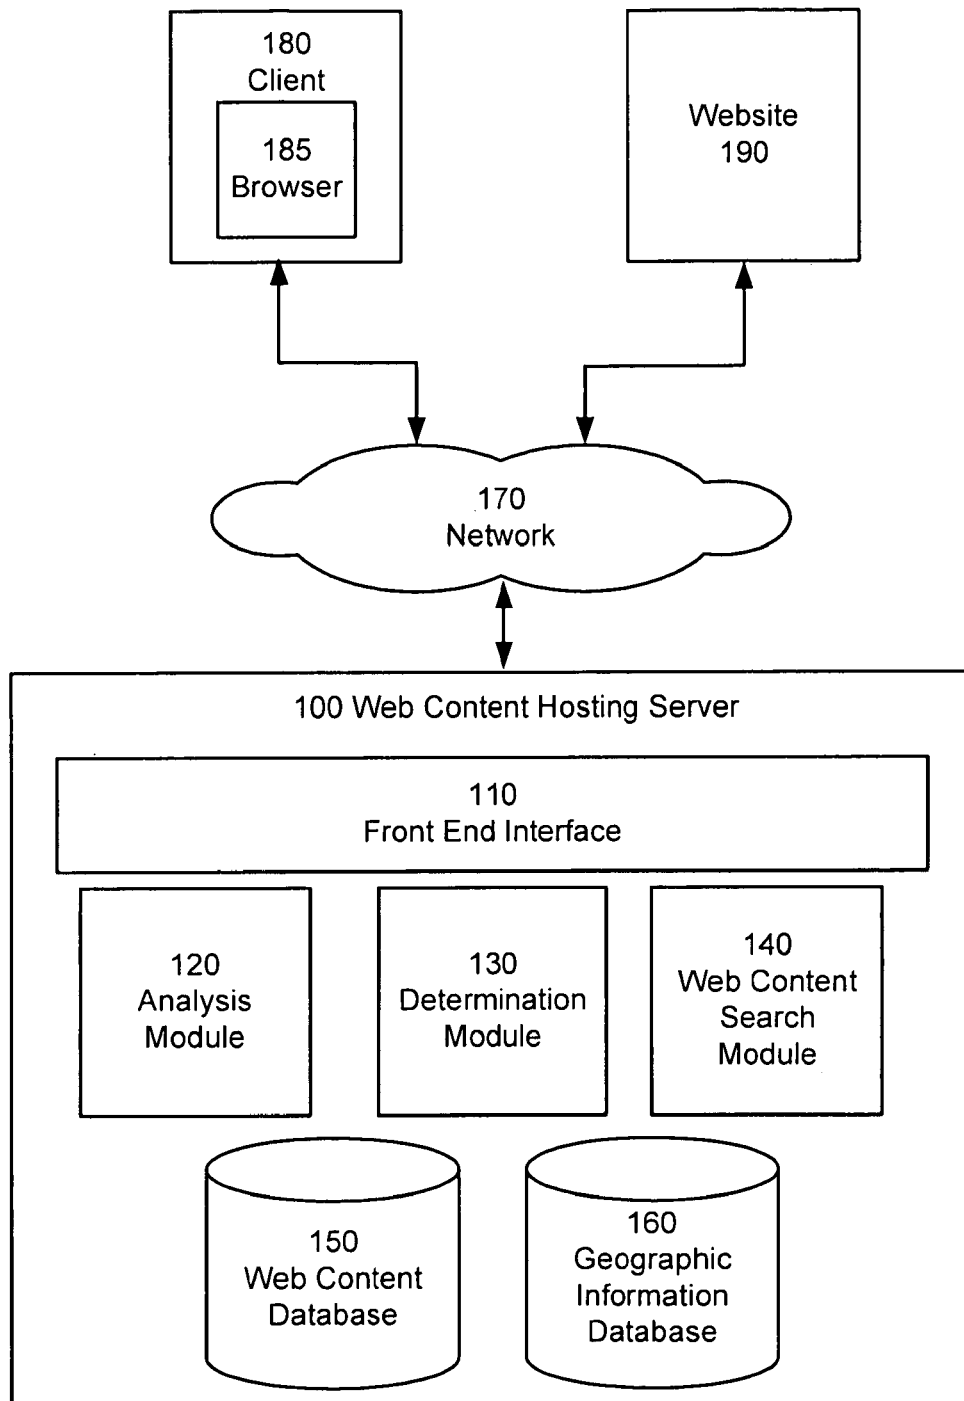 180
Client
185
Browser
Website
190
170
Network
100 Web Content Hosting Server
110
Front End Interface
120
Analysis
Module
130
Determination
Module
140
Web Content
Search
Module
150
Web Content
Database
160
Geographic
Information
Database